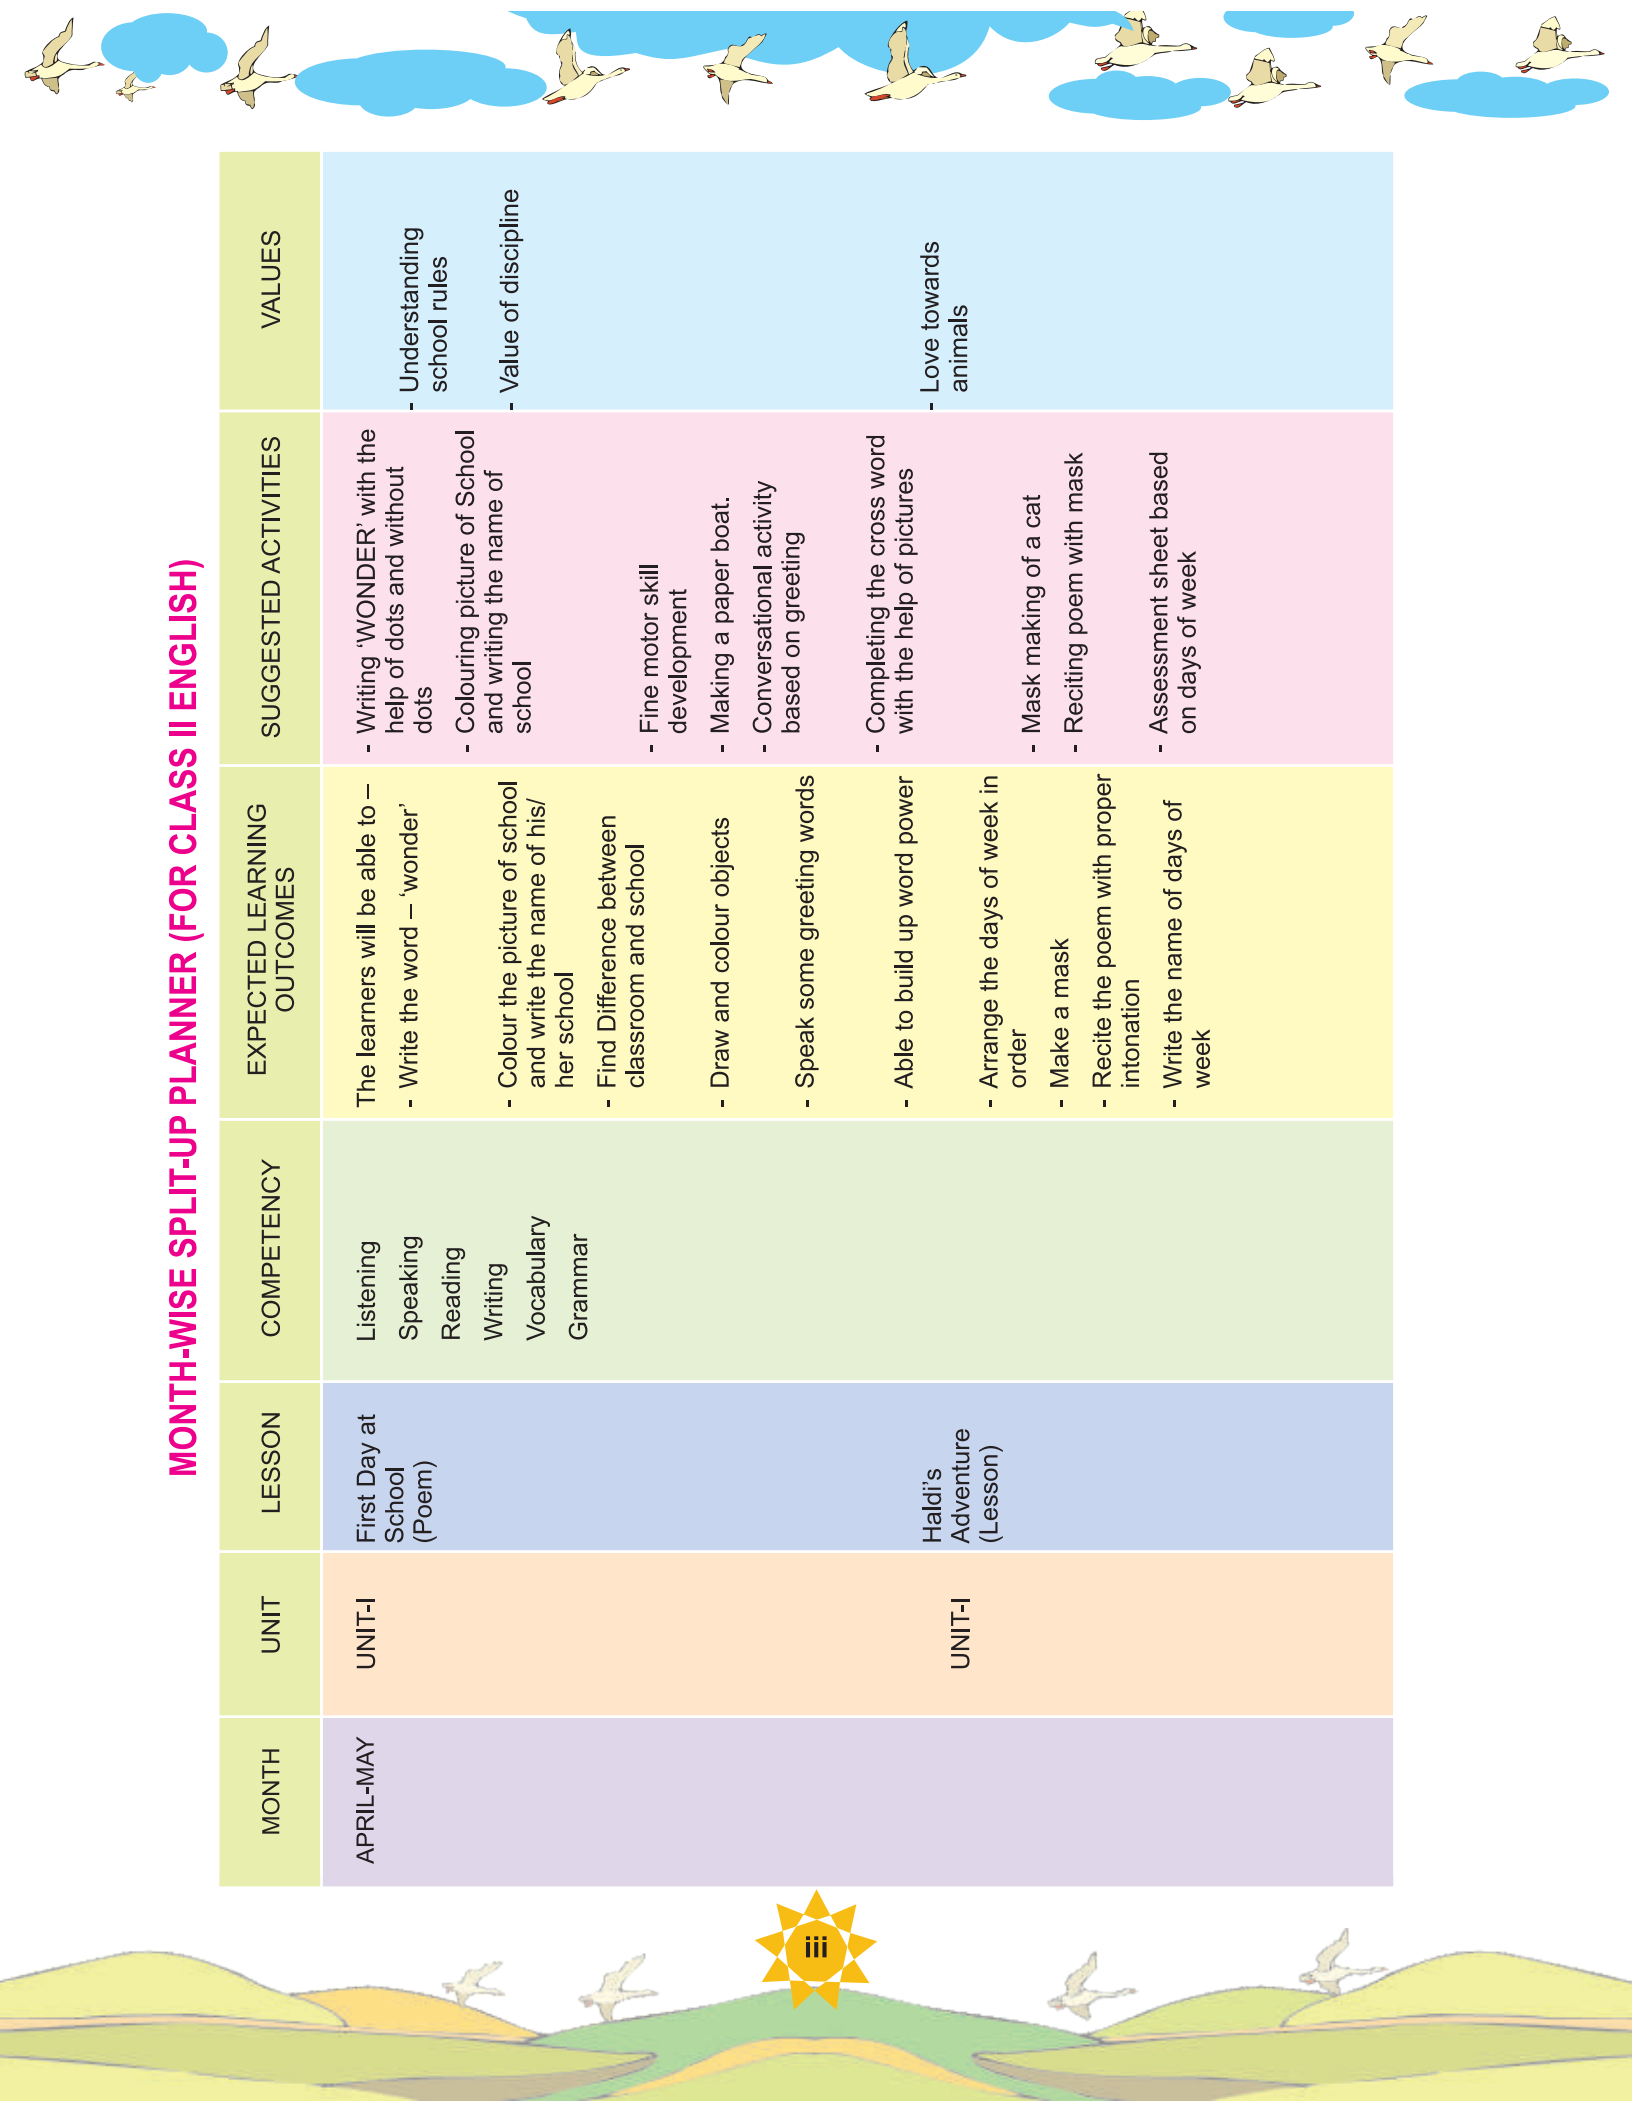 MONTH-WISE SPLIT-UP PLANNER (FOR CLASS II ENGLISH)
MONTH
UNIT
LESSON
COMPETENCY
EXPECTED LEARNING
OUTCOMES
SUGGESTED ACTIVITIES
VALUES
APRIL-MAY
UNIT-I
First Day at
School
(Poem)
Listening
Speaking
Reading
Writing
Vocabulary
Grammar
The learners will be able to –
- Write the word – ‘wonder’
- Colour the picture of school
and write the name of his/
her school
- Find Difference between
classroom and school
- Draw and colour objects
- Speak some greeting words
- Writing ‘WONDER’ with the
help of dots and without
dots
- Colouring picture of School
and writing the name of
school
- Fine motor skill
development
- Making a paper boat.
- Conversational activity
based on greeting
- Understanding
school rules
- Value of discipline
UNIT-I
Haldi’s
Adventure
(Lesson)
- Able to build up word power
- Arrange the days of week in
order
- Make a mask
- Recite the poem with proper
intonation
- Write the name of days of
week
- Completing the cross word
with the help of pictures
- Mask making of a cat
- Reciting poem with mask
- Assessment sheet based
on days of week
- Love towards
animals
iii